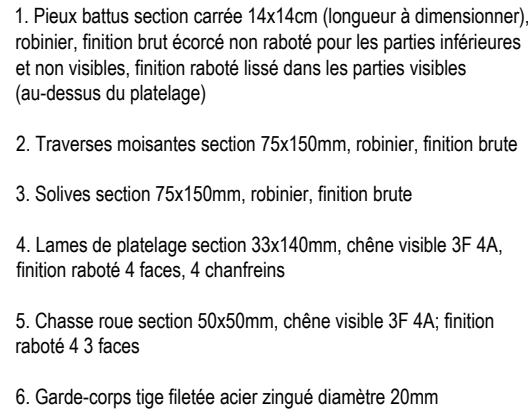 1. Pieux battus section carrée 14x14cm (longueur à dimensionner),
robinier, finition brut écorcé non raboté pour les parties inférieures
et non visibles, finition raboté lissé dans les parties visibles
(au-dessus du platelage)
2. Traverses moisantes section 75x150mm, robinier, finition brute
3. Solives section 75x150mm, robinier, finition brute
4. Lames de platelage section 33x140mm, chêne visible 3F 4A,
finition raboté 4 faces, 4 chanfreins
5. Chasse roue section 50x50mm, chêne visible 3F 4A; finition
raboté 4 3 faces
6. Garde-corps tige filetée acier zingué diamètre 20mm